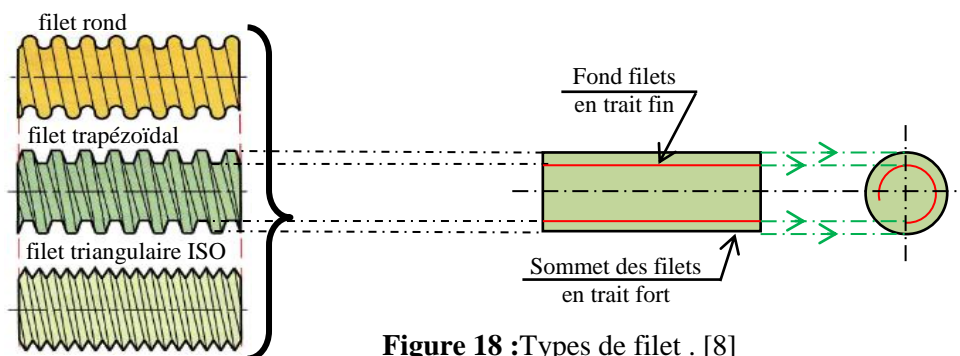 filet rond
filet trapézoïdal
filet triangulaire ISO
Fond filets
en trait fin
Sommet des filets
en trait fort
Figure 18 :Types de filet . [8]